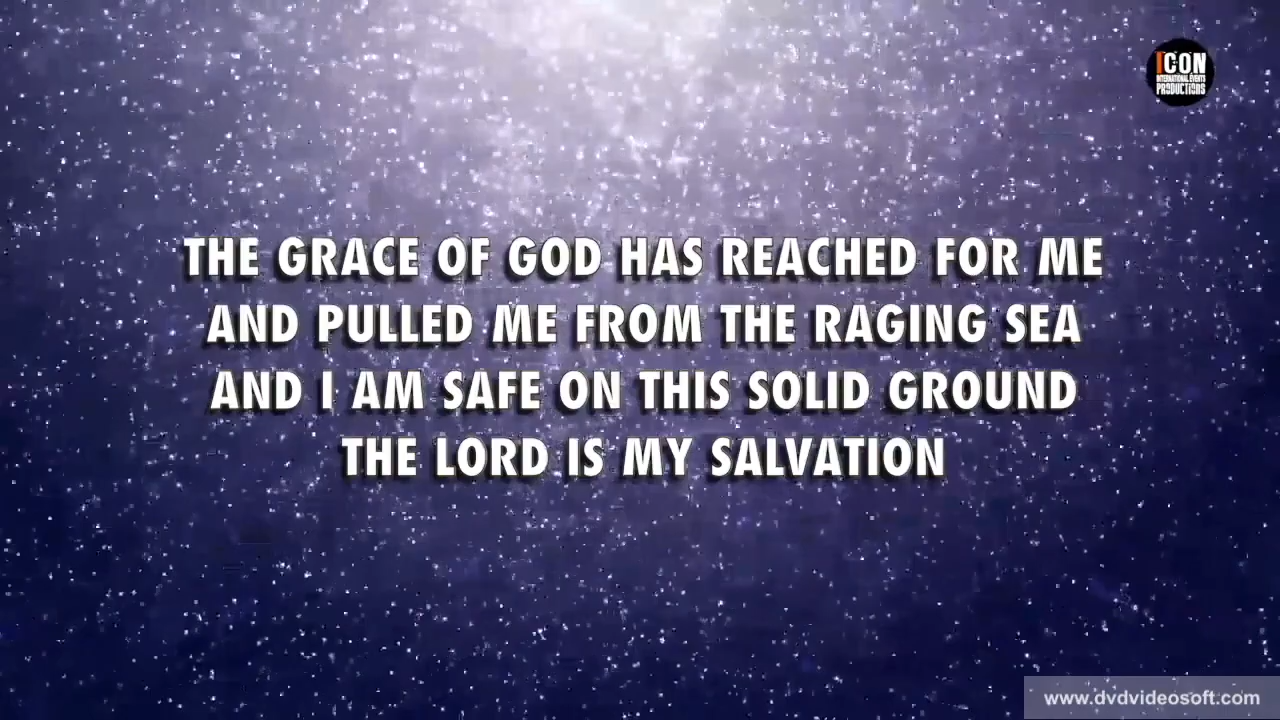 ICON
INTERNATIONAL EVENTS
PRODUCTIONS
THE GRACE OF GOD HAS REACHED FOR ME
AND PULLED ME FROM THE RAGING SEA
AND I AM SAFE ON THIS SOLID GROUND
THE LORD IS MY SALVATION
www.dvdvideosoft.com